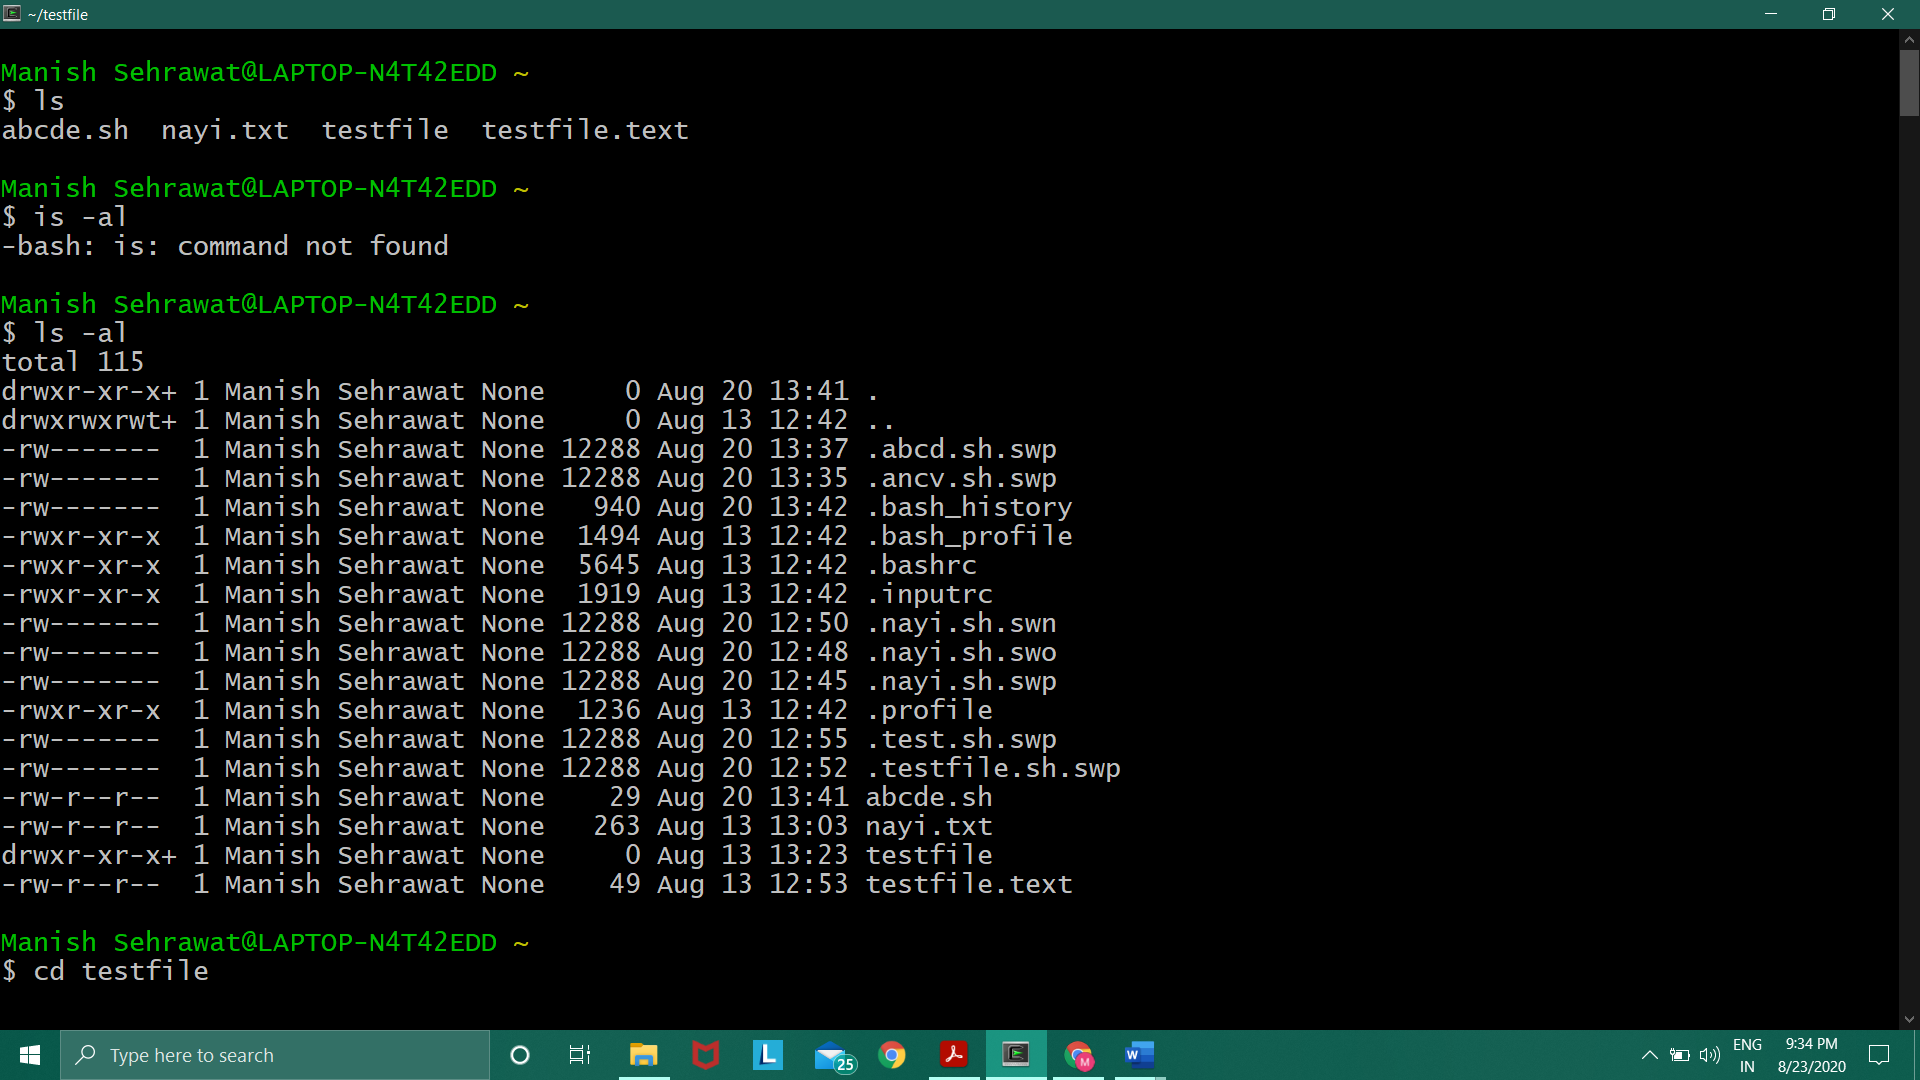 ~/testfile
Manish Sehrawat@LAPTOP-N4T42EDD ~
$ ls
abcde.sh  nayi.txt  testfile  testfile.text
Manish Sehrawat@LAPTOP-N4T42EDD ~
$ is -al
-bash: is: command not found
Manish Sehrawat@LAPTOP-N4T42EDD ~
$ ls -al
total 115
drwxr-xr-x+ 1 Manish Sehrawat None     0 Aug 20 13:41 .
drwxrwxrwt+ 1 Manish Sehrawat None     0 Aug 13 12:42 ..
-rw-------  1 Manish Sehrawat None 12288 Aug 20 13:37 .abcd.sh.swp
-rw-------  1 Manish Sehrawat None 12288 Aug 20 13:35 .ancv.sh.swp
-rw-------  1 Manish Sehrawat None   940 Aug 20 13:42 .bash_history
-rwxr-xr-x  1 Manish Sehrawat None  1494 Aug 13 12:42 .bash_profile
-rwxr-xr-x  1 Manish Sehrawat None  5645 Aug 13 12:42 .bashrc
-rwxr-xr-x  1 Manish Sehrawat None  1919 Aug 13 12:42 .inputrc
-rw-------  1 Manish Sehrawat None 12288 Aug 20 12:50 .nayi.sh.swn
-rw-------  1 Manish Sehrawat None 12288 Aug 20 12:48 .nayi.sh.swo
-rw-------  1 Manish Sehrawat None 12288 Aug 20 12:45 .nayi.sh.swp
-rwxr-xr-x  1 Manish Sehrawat None  1236 Aug 13 12:42 .profile
-rw-------  1 Manish Sehrawat None 12288 Aug 20 12:55 .test.sh.swp
-rw-------  1 Manish Sehrawat None 12288 Aug 20 12:52 .testfile.sh.swp
-rw-r--r--  1 Manish Sehrawat None    29 Aug 20 13:41 abcde.sh
-rw-r--r--  1 Manish Sehrawat None   263 Aug 13 13:03 nayi.txt
drwxr-xr-x+ 1 Manish Sehrawat None     0 Aug 13 13:23 testfile
-rw-r--r--  1 Manish Sehrawat None    49 Aug 13 12:53 testfile.text
Manish Sehrawat@LAPTOP-N4T42EDD ~
$ cd testfile
Type here to search
L
25
M
W
ENG
IN
9:34 PM
8/23/2020